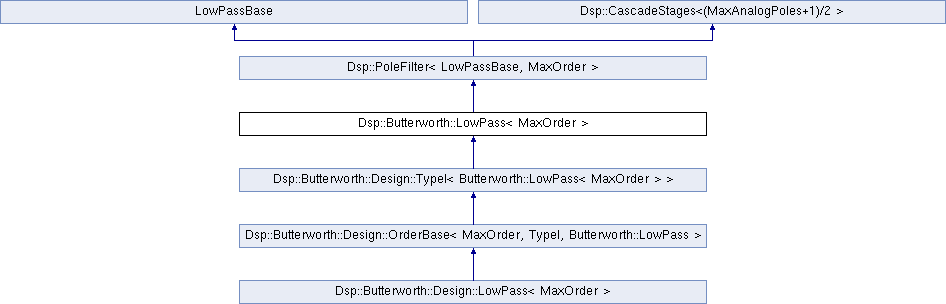 LowPassBase
Dsp::CascadeStages<(MaxAnalogPoles+1)/2 >
Dsp::PoleFilter< LowPassBase, MaxOrder >
Dsp::Butterworth::LowPass< MaxOrder >
Dsp::Butterworth::Design::TypeI< Butterworth::LowPass< MaxOrder > >
Dsp::Butterworth::Design::OrderBase< MaxOrder, TypeI, Butterworth::LowPass >
Dsp::Butterworth::Design::LowPass< MaxOrder >